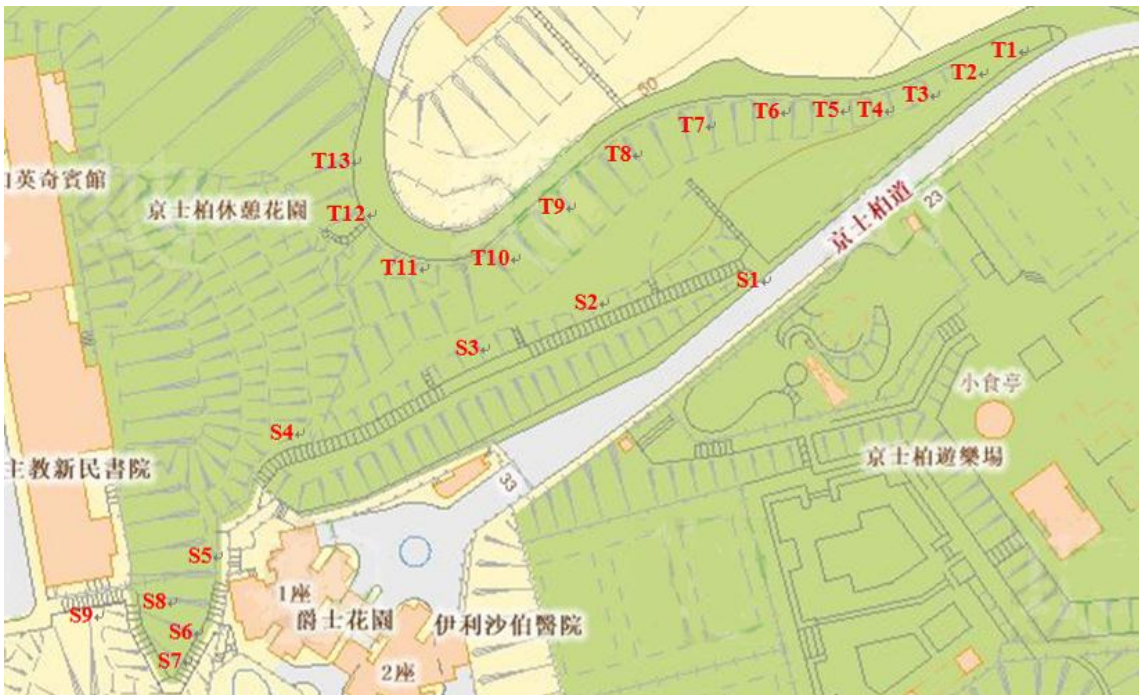 T1
T2
T3
T4
T5
T6
T7
T8
50
T13
英奇賓館
京士柏休憩花園
T12
T9
T10
T11
京士柏道
23
S1
S2
S3
小食亭
S4
主教新民書院
京士柏遊樂場
33
S5
1座
爵士花園
伊利沙伯醫院
S8
S9
S6
S7
2座